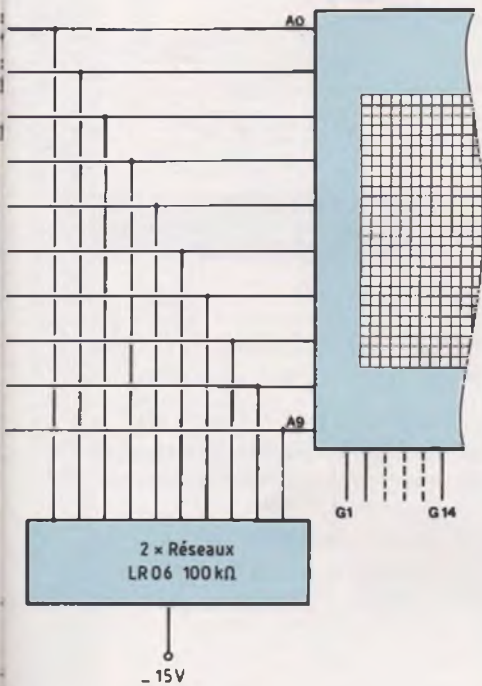 A0
A9
G1 G14
2 × Réseaux
LR06 100kΩ
_ 15V